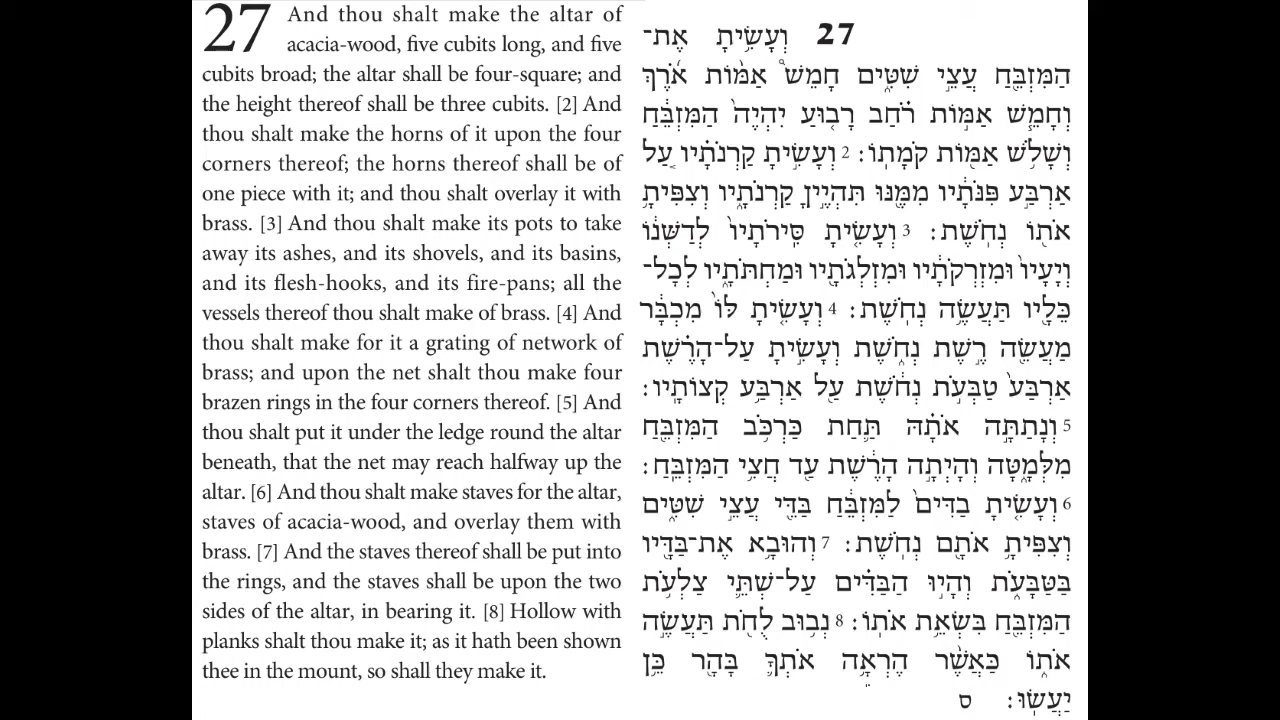 27 And thou shalt make the altar of
acacia-wood, five cubits long, and five
cubits broad; the altar shall be four-square; and
the height thereof shall be three cubits. [2] And
thou shalt make the horns of it upon the four
corners thereof; the horns thereof shall be of
one piece with it; and thou shalt overlay it with
brass. [3] And thou shalt make its pots to take
away its ashes, and its shovels, and its basins,
and its flesh-hooks, and its fire-pans; all the
vessels thereof thou shalt make of brass. [4] And
thou shalt make for it a grating of network of
brass; and upon the net shalt thou make four
brazen rings in the four corners thereof. [5] And
thou shalt put it under the ledge round the altar
beneath, that the net may reach halfway up the
altar. [6] And thou shalt make staves for the altar,
staves of acacia-wood, and overlay them with
brass. [7] And the staves thereof shall be put into
the rings, and the staves shall be upon the two
sides of the altar, in bearing it. [8] Hollow with
planks shalt thou make it; as it hath been shown
thee in the mount, so shall they make it.
27 וְעָשִׂ֥יתָ אֶת־
הַמִּזְבֵּ֖חַ עֲצֵ֣י שִׁטִּ֑ים חָמֵשׁ֩ אַמּ֨וֹת אֹ֜רֶךְ
וְחָמֵ֧שׁ אַמּ֣וֹת רֹ֗חַב רָב֤וּעַ יִהְיֶה֙ הַמִּזְבֵּ֔חַ
וְשָׁלֹ֥שׁ אַמּ֖וֹת קֹמָתֽוֹ׃ 2 וְעָשִׂ֣יתָ קַרְנֹתָ֗יו עַ֚ל
אַרְבַּ֣ע פִּנֹּתָ֔יו מִמֶּ֖נּוּ תִּהְיֶ֣יןָ קַרְנֹתָ֑יו וְצִפִּיתָ֥
אֹת֖וֹ נְחֹֽשֶׁת׃ 3 וְעָשִׂ֤יתָ סִּֽירֹתָיו֙ לְדַשְּׁנ֔וֹ
וְיָעָיו֙ וּמִזְרְקֹתָ֔יו וּמִזְלְגֹתָ֖יו וּמַחְתֹּתָ֑יו לְכָל־
כֵּלָ֖יו תַּעֲשֶׂ֥ה נְחֹֽשֶׁת׃ 4 וְעָשִׂ֤יתָ לּוֹ֙ מִכְבָּ֔ר
מַעֲשֵׂ֖ה רֶ֣שֶׁת נְחֹ֑שֶׁת וְעָשִׂ֣יתָ עַל־הָרֶ֗שֶׁת
אַרְבַּע֙ טַבְּעֹ֣ת נְחֹ֔שֶׁת עַ֖ל אַרְבַּ֥ע קְצוֹתָֽיו׃
5 וְנָתַתָּ֣ה אֹתָ֗הּ תַּ֛חַת כַּרְכֹּ֥ב הַמִּזְבֵּ֖חַ
מִלְּמָ֑טָּה וְהָיְתָ֣ה הָרֶ֔שֶׁת עַ֖ד חֲצִ֥י הַמִּזְבֵּֽחַ׃
6 וְעָשִׂ֤יתָ בַדִּים֙ לַמִּזְבֵּ֔חַ בַּדֵּ֖י עֲצֵ֣י שִׁטִּ֑ים
וְצִפִּיתָ֥ אֹתָ֖ם נְחֹֽשֶׁת׃ 7 וְהוּבָ֥א אֶת־בַּדָּ֖יו
בַּטַּבָּעֹ֑ת וְהָי֣וּ הַבַּדִּ֗ים עַל־שְׁתֵּ֛י צַלְעֹ֥ת
הַמִּזְבֵּ֖חַ בִּשְׂאֵ֥ת אֹתֽוֹ׃ 8 נְב֥וּב לֻחֹ֖ת תַּעֲשֶׂ֣ה
אֹת֑וֹ כַּאֲשֶׁ֨ר הֶרְאָ֥ה אֹתְךָ֛ בָּהָ֖ר כֵּ֥ן
יַעֲשֽׂוּ׃ ס